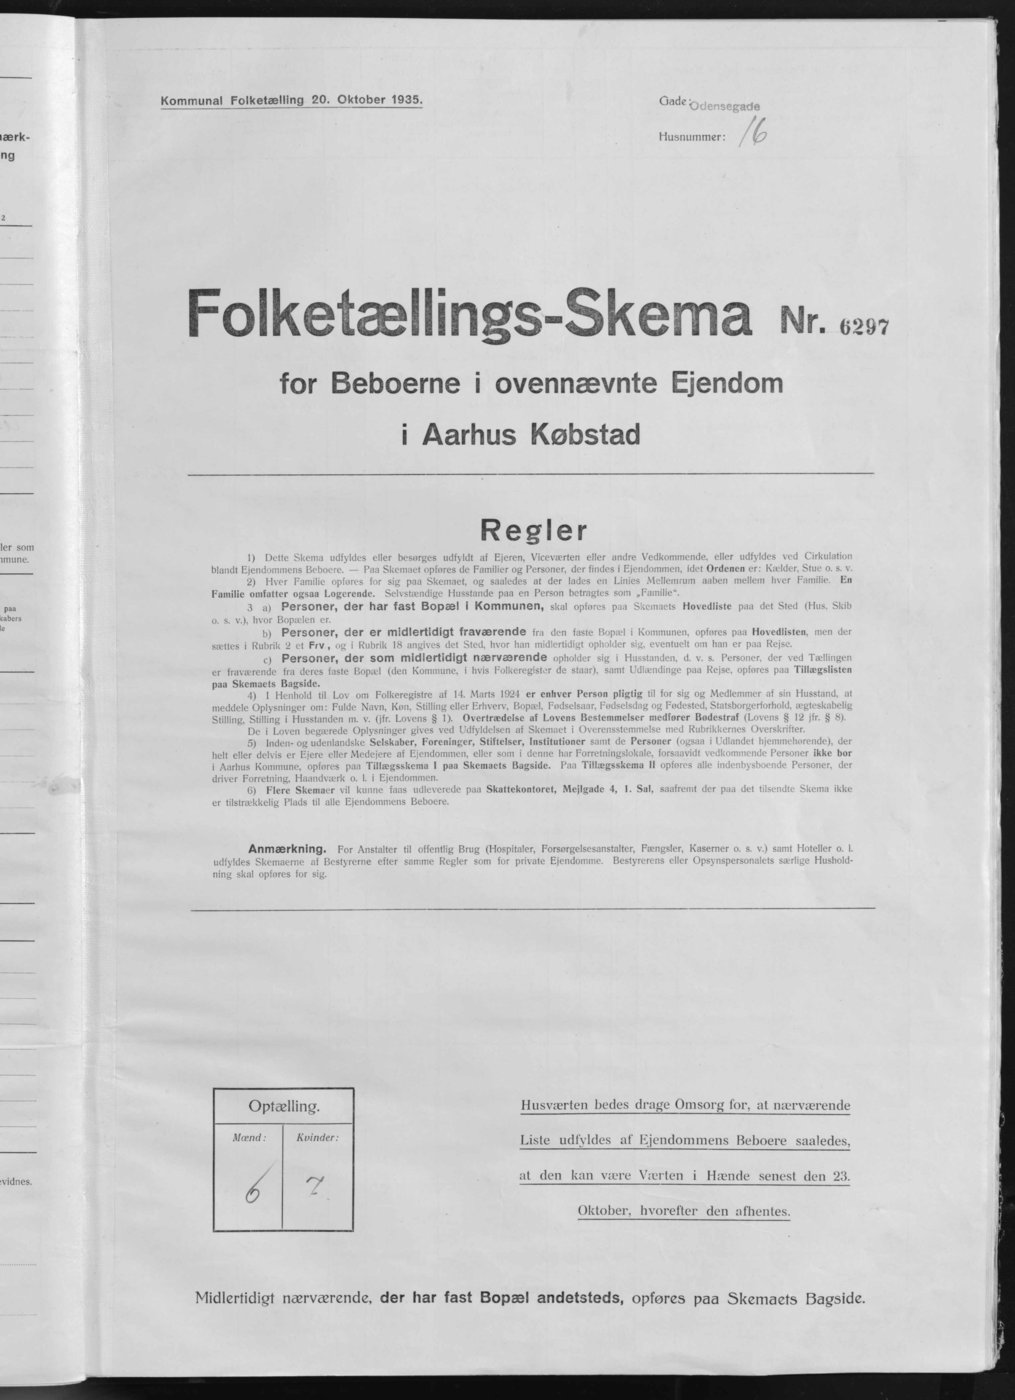 Kommunal Folketælling 20. Oktober 1935.
Gade: Odensegade
Husnummer: 16
Folketællings-Skema Nr. 6297
for Beboerne i ovennævnte Ejendom
i Aarhus Købstad
Regler
1) Dette Skema udfyldes eller besørges udfyldt af Ejeren, Viceværten eller andre Vedkommende, eller udfyldes ved Cirkulation
blandt Ejendommens Beboere. — Paa Skemaet opføres de Familier og Personer, der findes i Ejendommen, idet Ordenen er: Kælder, Stue o. s. v.
2) Hver Familie opføres for sig paa Skemaet, og saaledes at der lades en Linies Mellemrum aaben mellem hver Familie. En
Familie omfatter ogsaa Logerende. Selvstændige Husstande paa en Person betragtes som „Familie".
3 a) Personer, der har fast Bopæl i Kommunen, skal opføres paa Skemaets Hovedliste paa det Sted (Hus, Skib
o. s. v.), hvor Bopælen er.
b) Personer, der er midlertidigt fraværende fra den faste Bopæl i Kommunen, opføres paa Hovedlisten, men der
sættes i Rubrik 2 et Frv., og i Rubrik 18 angives det Sted, hvor han midlertidigt opholder sig, eventuelt om han er paa Rejse.
c) Personer, der som midlertidigt nærværende opholder sig i Husstanden, d. v. s. Personer, der ved Tællingen
er fraværende fra deres faste Bopæl (den Kommune, i hvis Folkeregister de staar), samt Udlændinge paa Rejse, opføres paa Tillægslisten
paa Skemaets Bagside.
4) I Henhold til Lov om Folkeregistre af 14. Marts 1924 er enhver Person pligtig til for sig og Medlemmer af sin Husstand, at
meddele Oplysninger om: Fulde Navn, Køn, Stilling eller Erhverv, Bopæl, Fødselsaar, Fødselsdag og Fødested, Statsborgerforhold, ægteskabelig
Stilling, Stilling i Husstanden m. v. (jfr. Lovens § 1). Overtrædelse af Lovens Bestemmelser medfører Bødestraf (Lovens § 12 jfr. § 8).
De i Loven begærede Oplysninger gives ved Udfyldelsen af Skemaet i Overensstemmelse med Rubrikkernes Overskrifter.
5) Inden- og udenlandske Selskaber, Foreninger, Stiftelser, Institutioner samt de Personer (ogsaa i Udlandet hjemmehørende), der
helt eller delvis er Ejere eller Medejere af Ejendommen, eller som i denne har Forretningslokale, forsaavidt vedkommende Personer ikke bor
i Aarhus Kommune, opføres paa Tillægsskema I paa Skemaets Bagside. Paa Tillægsskema II opføres alle indenbysboende Personer, der
driver Forretning, Haandværk o. l. i Ejendommen.
6) Flere Skemaer vil kunne faas udleverede paa Skattekontoret, Mejlgade 4, 1. Sal, saafremt der paa det tilsendte Skema ikke
er tilstrækkelig Plads til alle Ejendommens Beboere.
Anmærkning. For Anstalter til offentlig Brug (Hospitaler, Forsørgelsesanstalter, Fængsler, Kaserner o. s. v.) samt Hoteller o. l.
udfyldes Skemaerne af Bestyrerne efter samme Regler som for private Ejendomme. Bestyrerens eller Opsynspersonalets særlige Hushold-
ning skal opføres for sig.
Optælling.
Mænd: Kvinder:
6 7
Husværten bedes drage Omsorg for, at nærværende
Liste udfyldes af Ejendommens Beboere saaledes,
at den kan være Værten i Hænde senest den 23.
Oktober, hvorefter den afhentes.
Midlertidigt nærværende, der har fast Bopæl andetsteds, opføres paa Skemaets Bagside.